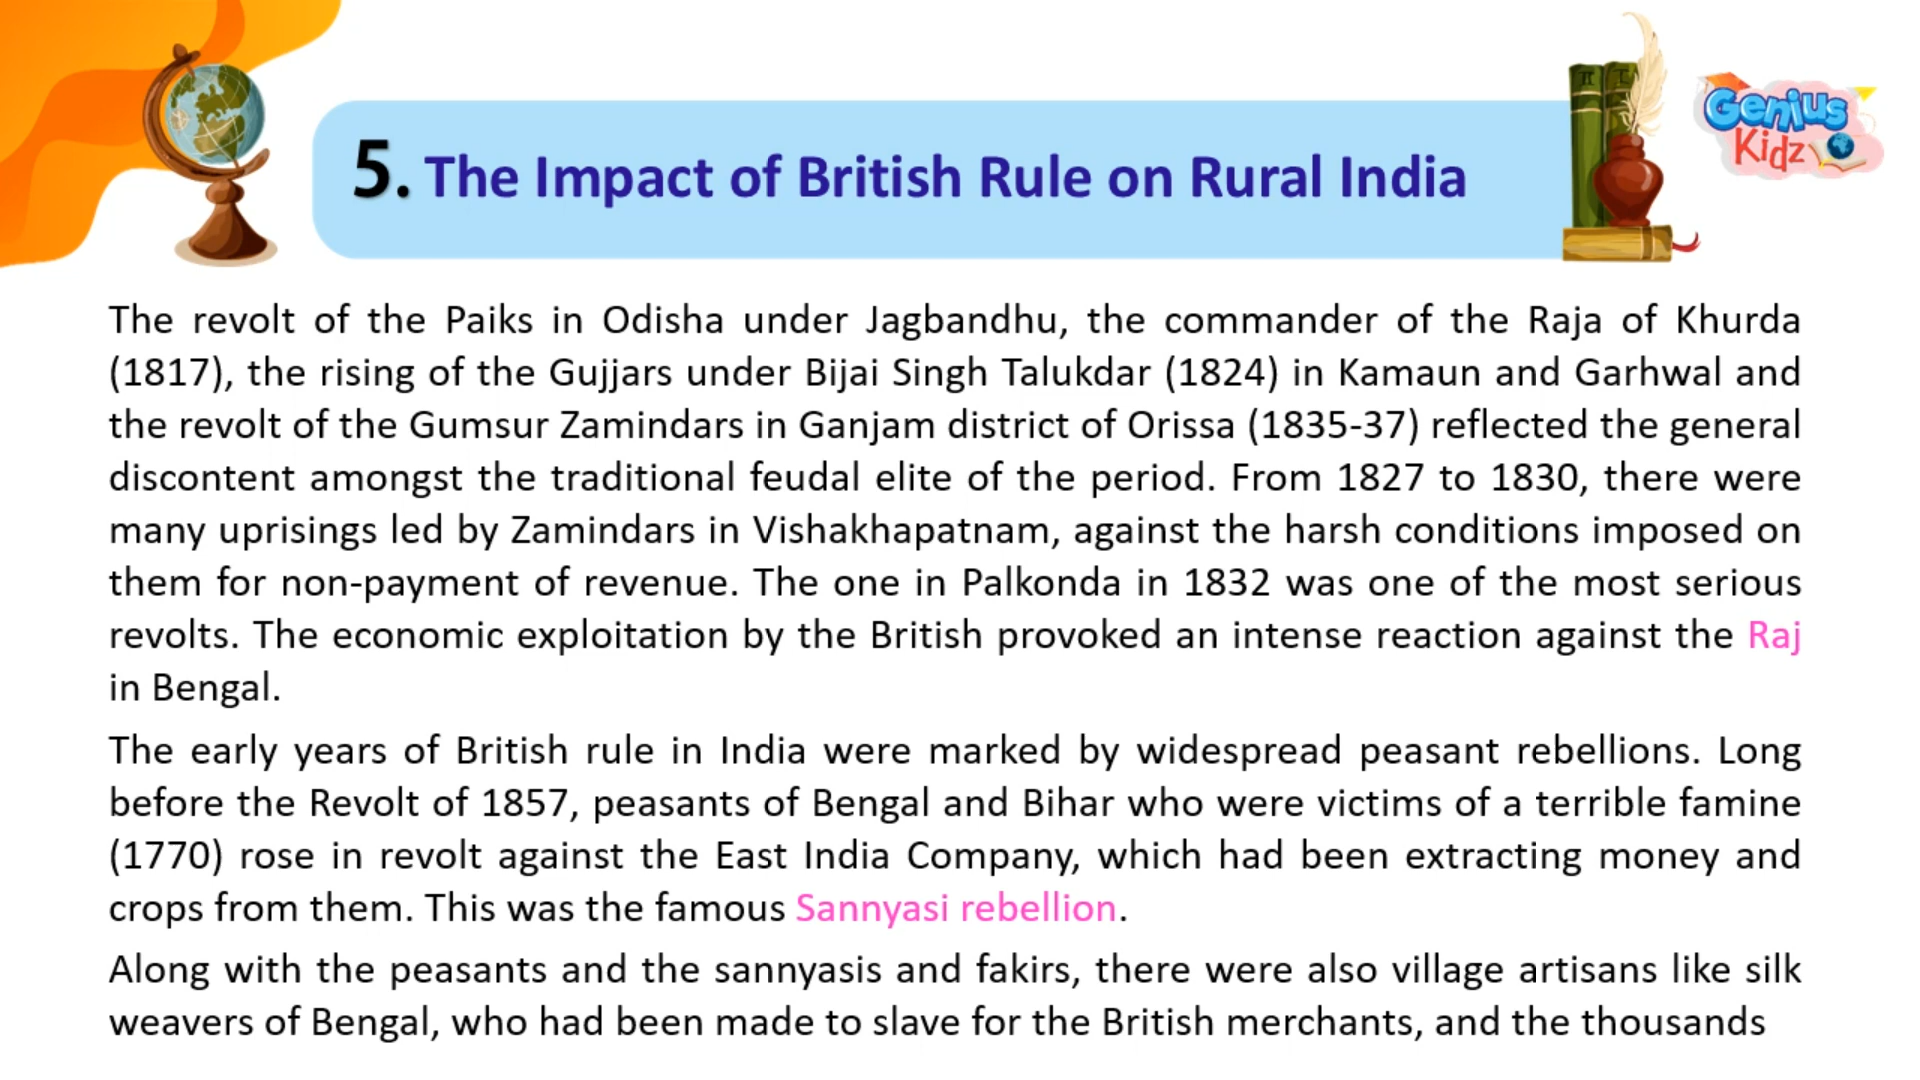 Genius
Kidz
5. The Impact of British Rule on Rural India
The revolt of the Paiks in Odisha under Jagbandhu, the commander of the Raja of Khurda
(1817), the rising of the Gujjars under Bijai Singh Talukdar (1824) in Kamaun and Garhwal and
the revolt of the Gumsur Zamindars in Ganjam district of Orissa (1835-37) reflected the general
discontent amongst the traditional feudal elite of the period. From 1827 to 1830, there were
many uprisings led by Zamindars in Vishakhapatnam, against the harsh conditions imposed on
them for non-payment of revenue. The one in Palkonda in 1832 was one of the most serious
revolts. The economic exploitation by the British provoked an intense reaction against the Raj
in Bengal.
The early years of British rule in India were marked by widespread peasant rebellions. Long
before the Revolt of 1857, peasants of Bengal and Bihar who were victims of a terrible famine
(1770) rose in revolt against the East India Company, which had been extracting money and
crops from them. This was the famous Sannyasi rebellion.
Along with the peasants and the sannyasis and fakirs, there were also village artisans like silk
weavers of Bengal, who had been made to slave for the British merchants, and the thousands